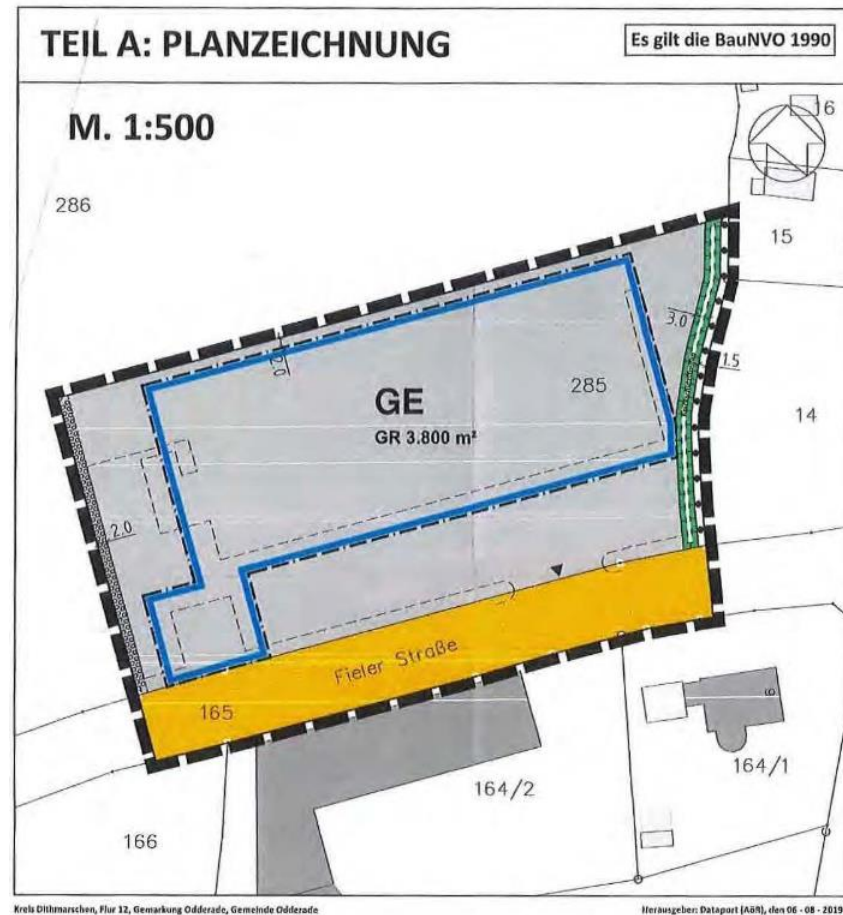 TEIL A: PLANZEICHNUNG
Es gilt die BauNVO 1990
M. 1:500
16
286
15
3.0
2.0
1.5
285
GE
GR 3.800 m²
14
2.0
Fieler Straße
165
6
164/2
164/1
166
Kreis Dithmarschen, Flur 12, Gemarkung Odderade, Gemeinde Odderade
Herausgeber: Dataport (AöR), den 06 - 08 - 2019